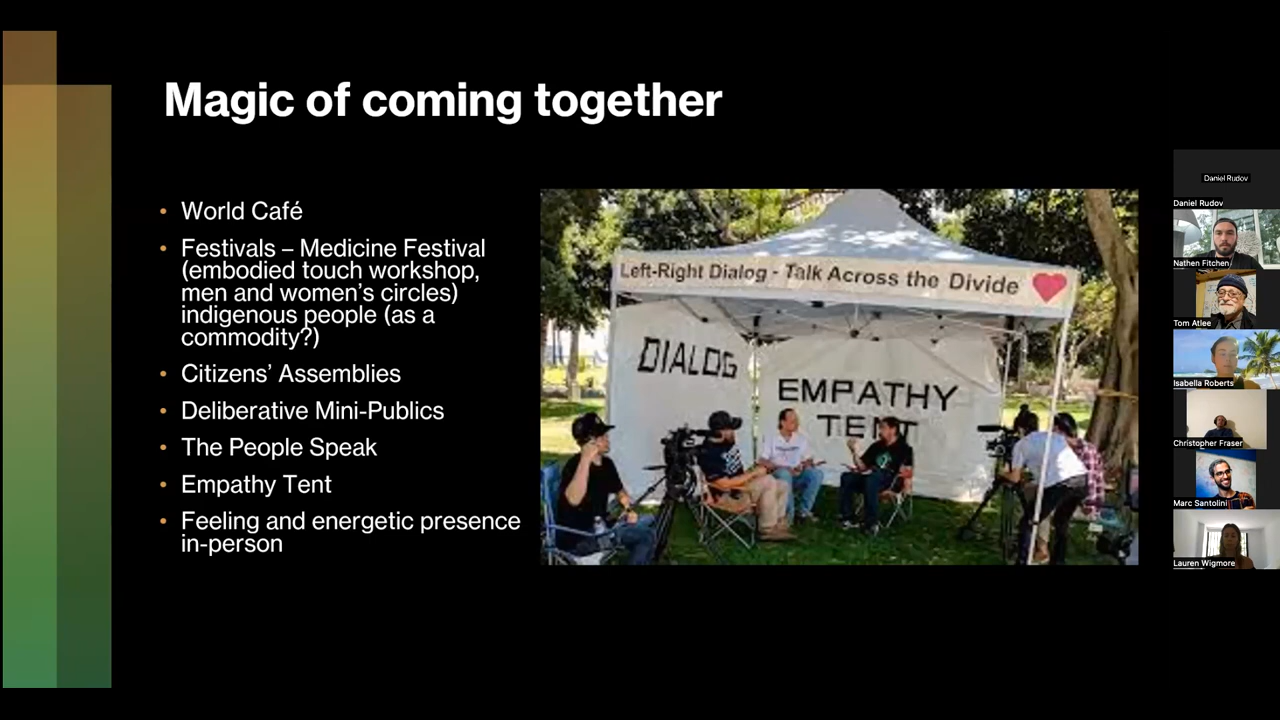 Magic of coming together
• World Café
• Festivals – Medicine Festival
(embodied touch workshop,
men and women's circles)
indigenous people (as a
commodity?)
• Citizens' Assemblies
• Deliberative Mini-Publics
• The People Speak
• Empathy Tent
• Feeling and energetic presence
in-person
Left-Right Dialog - Talk Across the Divide
DIALOG
EMPATHY
TENT
Daniel Rudov
Daniel Rudov
Nathen Fitchen
Tom Atlee
Isabella Roberts
Christopher Fraser
Marc Santolini
Lauren Wigmore